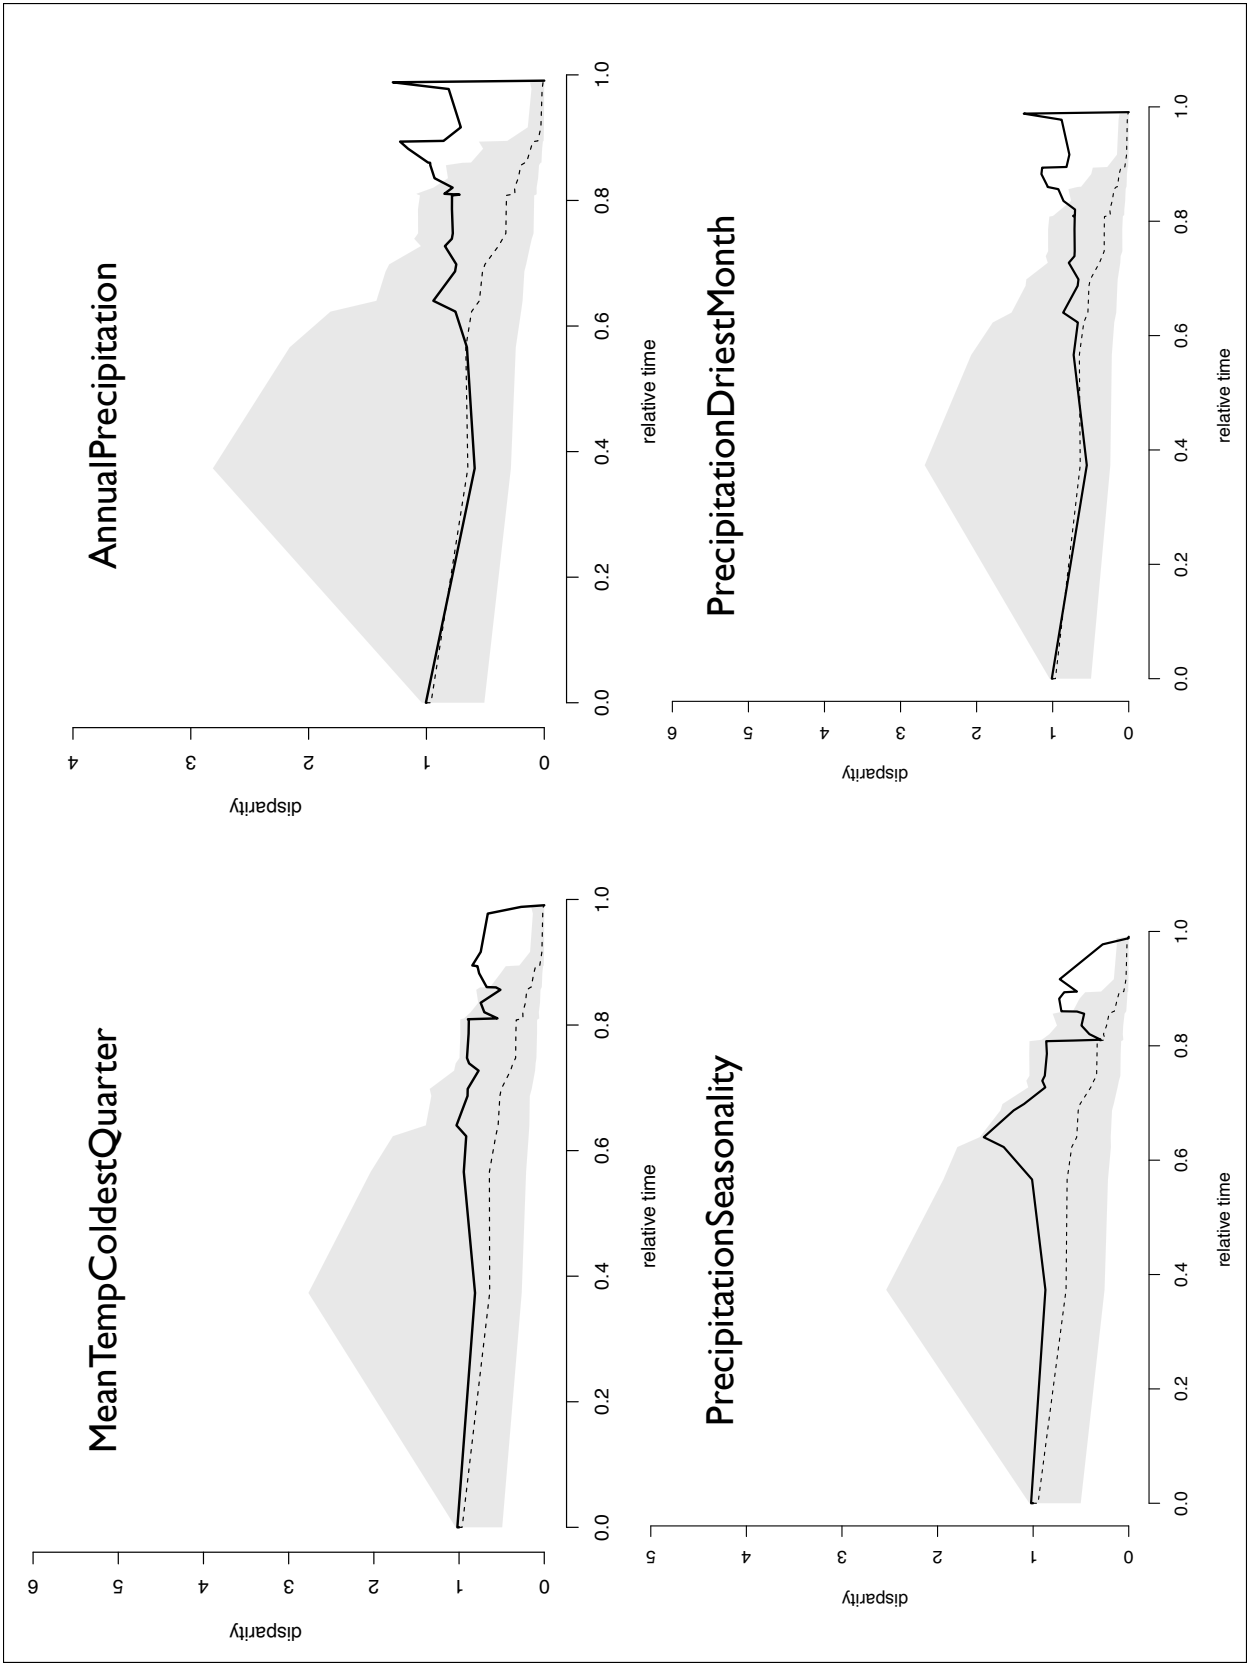 MeanTempColdestQuarter
disparity
0 1 2 3 4 5 6
0.0 0.2 0.4 0.6 0.8 1.0
relative time
AnnualPrecipitation
disparity
0 1 2 3 4
0.0 0.2 0.4 0.6 0.8 1.0
relative time
PrecipitationSeasonality
disparity
0 1 2 3 4 5
0.0 0.2 0.4 0.6 0.8 1.0
relative time
PrecipitationDriestMonth
disparity
0 1 2 3 4 5 6
0.0 0.2 0.4 0.6 0.8 1.0
relative time